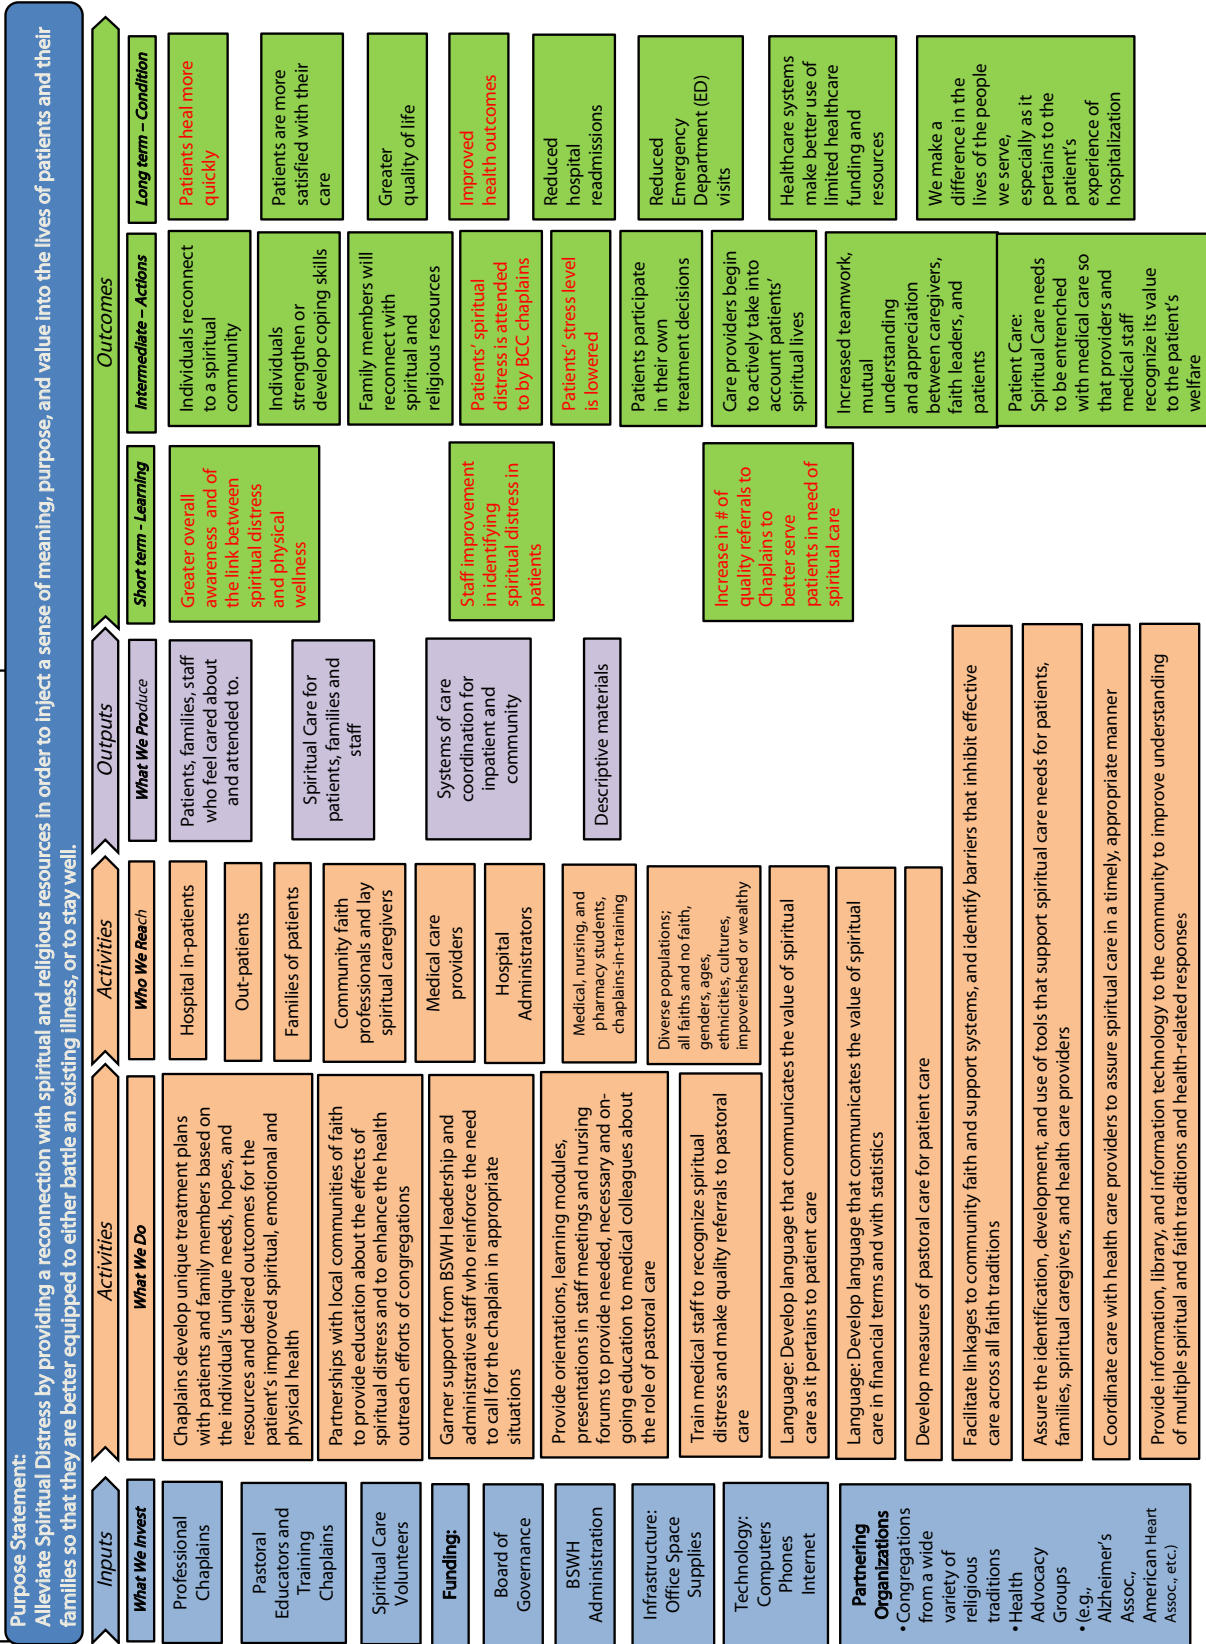 Purpose Statement:
Alleviate Spiritual Distress by providing a reconnection with spiritual and religious resources in order to inject a sense of meaning, purpose, and value into the lives of patients and their
families so that they are better equipped to either battle an existing illness, or to stay well.
Inputs
What We Invest
Professional
Chaplains
Pastoral
Educators and
Training
Chaplains
Spiritual Care
Volunteers
Funding:
Board of
Governance
BSWH
Administration
Infrastructure:
Office Space
Supplies
Technology:
Computers
Phones
Internet
Partnering
Organizations
• Congregations
from a wide
variety of
religious
traditions
• Health
Advocacy
Groups
• (e.g.,
Alzheimer's
Assoc.,
American Heart
Assoc., etc.)
Activities
What We Do
Chaplains develop unique treatment plans
with patients and family members based on
the individual's unique needs, hopes, and
resources and desired outcomes for the
patient's improved spiritual, emotional and
physical health
Partnerships with local communities of faith
to provide education about the effects of
spiritual distress and to enhance the health
outreach efforts of congregations
Garner support from BSWH leadership and
administrative staff who reinforce the need
to call for the chaplain in appropriate
situations
Provide orientations, learning modules,
presentations in staff meetings and nursing
forums to provide needed, necessary and on-
going education to medical colleagues about
the role of pastoral care
Train medical staff to recognize spiritual
distress and make quality referrals to pastoral
care
Language: Develop language that communicates the value of spiritual
care as it pertains to patient care
Language: Develop language that communicates the value of spiritual
care in financial terms and with statistics
Develop measures of pastoral care for patient care
Facilitate linkages to community faith and support systems, and identify barriers that inhibit effective
care across all faith traditions
Assure the identification, development, and use of tools that support spiritual care needs for patients,
families, spiritual caregivers, and health care providers
Coordinate care with health care providers to assure spiritual care in a timely, appropriate manner
Provide information, library, and information technology to the community to improve understanding
of multiple spiritual and faith traditions and health-related responses
Activities
Who We Reach
Hospital in-patients
Out-patients
Families of patients
Community faith
professionals and lay
spiritual caregivers
Medical care
providers
Hospital
Administrators
Medical, nursing, and
pharmacy students,
chaplains-in-training
Diverse populations;
all faiths and no faith,
genders, ages,
ethnicities, cultures,
impoverished or wealthy
Outputs
What We Produce
Patients, families, staff
who feel cared about
and attended to.
Spiritual Care for
patients, families and
staff
Systems of care
coordination for
inpatient and
community
Descriptive materials
Outcomes
Short term - Learning
Greater overall
awareness and of
the link between
spiritual distress
and physical
wellness
Staff improvement
in identifying
spiritual distress in
patients
Increase in # of
quality referrals to
Chaplains to
better serve
patients in need of
spiritual care
Intermediate – Actions
Individuals reconnect
to a spiritual
community
Individuals
strengthen or
develop coping skills
Family members will
reconnect with
spiritual and
religious resources
Patients' spiritual
distress is attended
to by BCC chaplains
Patients' stress level
is lowered
Patients participate
in their own
treatment decisions
Care providers begin
to actively take into
account patients'
spiritual lives
Increased teamwork,
mutual
understanding
and appreciation
between caregivers,
faith leaders, and
patients
Patient Care:
Spiritual Care needs
to be entrenched
with medical care so
that providers and
medical staff
recognize its value
to the patient's
welfare
Long term – Condition
Patients heal more
quickly
Patients are more
satisfied with their
care
Greater
quality of life
Improved
health outcomes
Reduced
hospital
readmissions
Reduced
Emergency
Department (ED)
visits
Healthcare systems
make better use of
limited healthcare
funding and
resources
We make a
difference in the
lives of the people
we serve,
especially as it
pertains to the
patient's
experience of
hospitalization